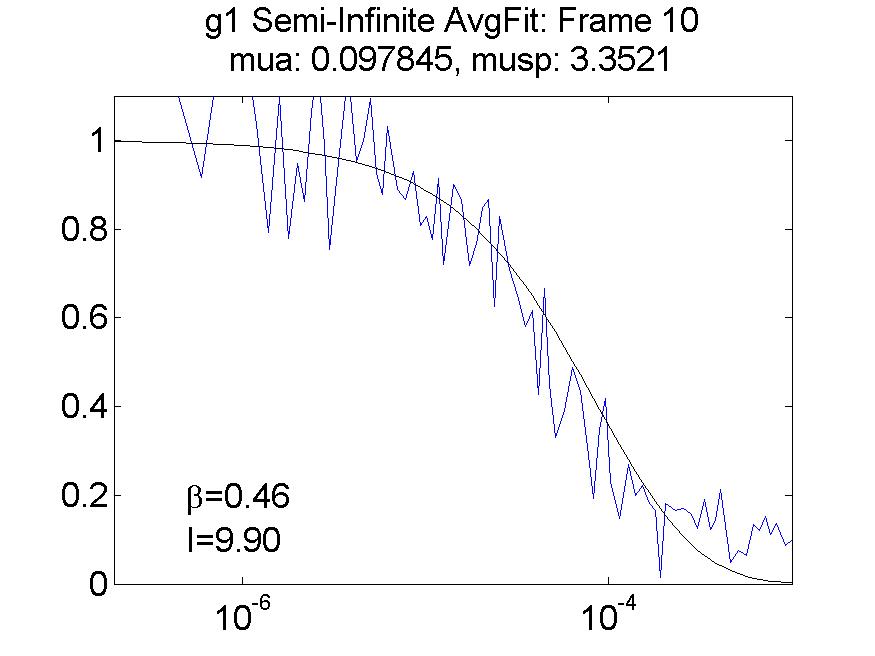 g1 Semi-Infinite AvgFit: Frame 10
mua: 0.097845, musp: 3.3521
1
0.8
0.6
0.4
0.2
0
β=0.46
I=9.90
10^-6
10^-4